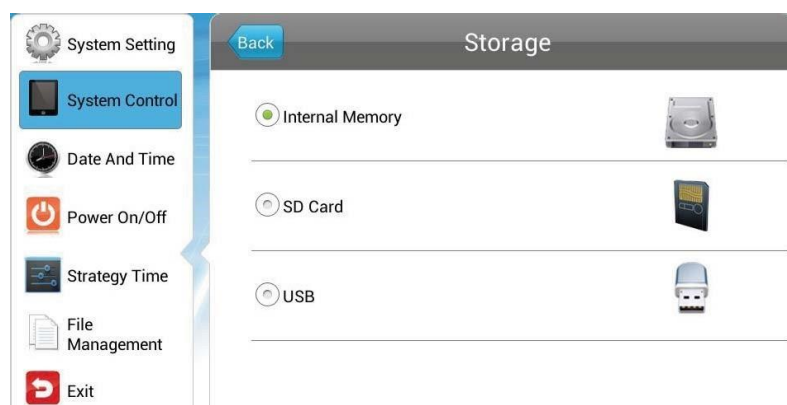 System Setting
System Control
Date And Time
Power On/Off
Strategy Time
File
Management
Exit
Back
Storage
Internal Memory
SD Card
USB